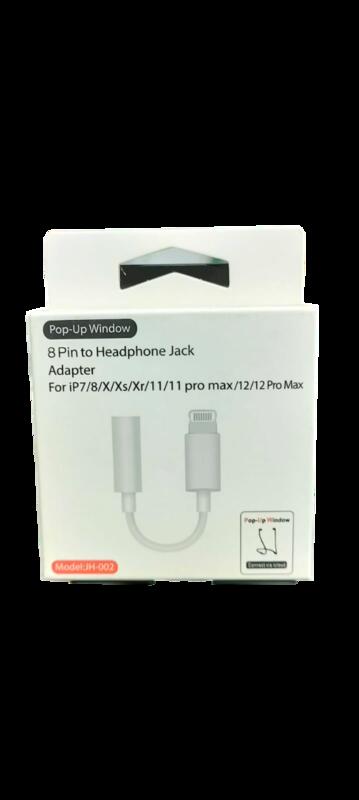 Pop-Up Window
8 Pin to Headphone Jack
Adapter
For iP7/8/X/Xs/Xr/11/11 pro max/12/12 Pro Max
Pop-Up Window
Model:JH-002